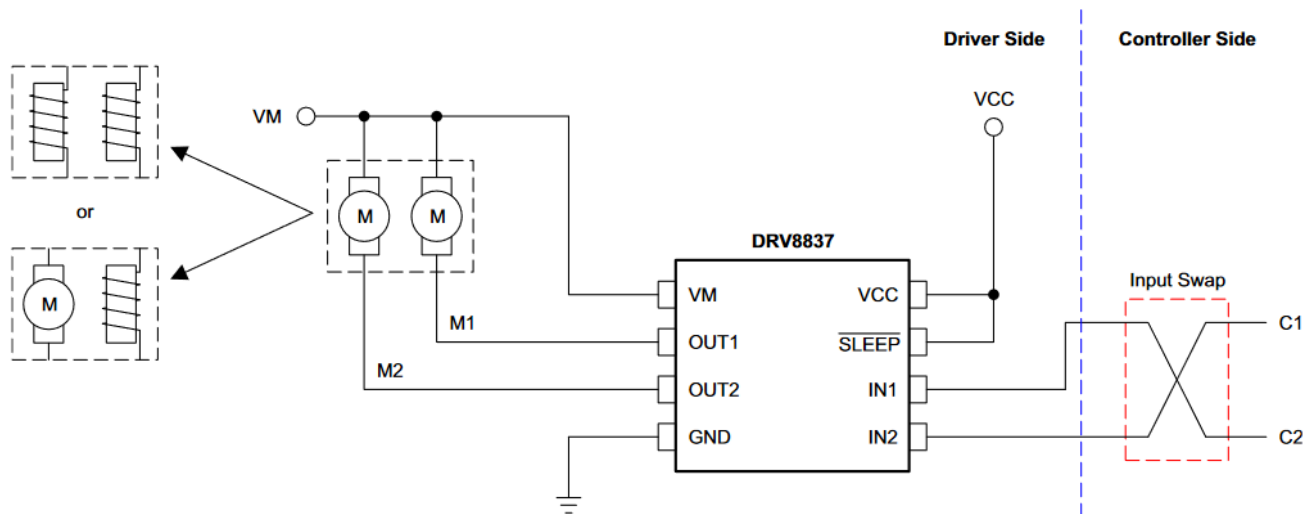 Driver Side
Controller Side
VCC
VM
M
M
or
M
DRV8837
VM
VCC
OUT1
SLEEP
OUT2
IN1
GND
IN2
M1
M2
Input Swap
C1
C2